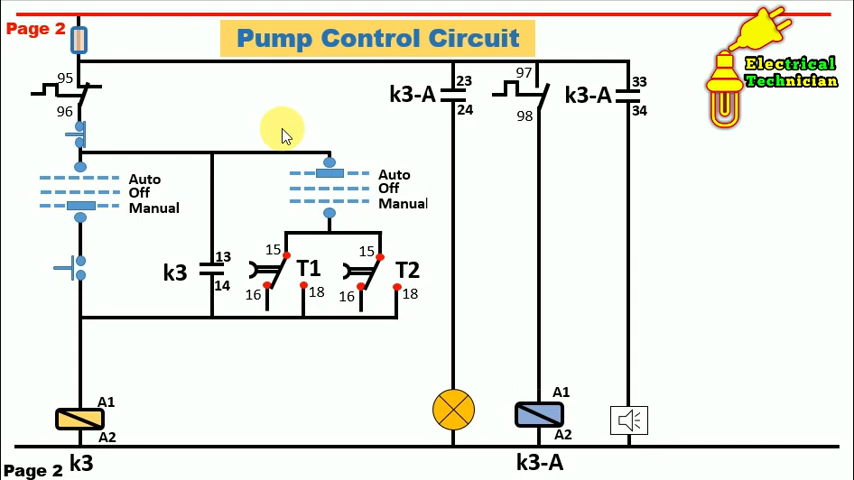 Page 2
Pump Control Circuit
Electrical
Technician
95
96
k3-A
23
24
97
98
k3-A
33
34
Auto
Off
Manual
Auto
Off
Manual
k3
13
14
15
T1
16
18
15
T2
16
18
A1
A2
k3
A1
A2
k3-A
Page 2